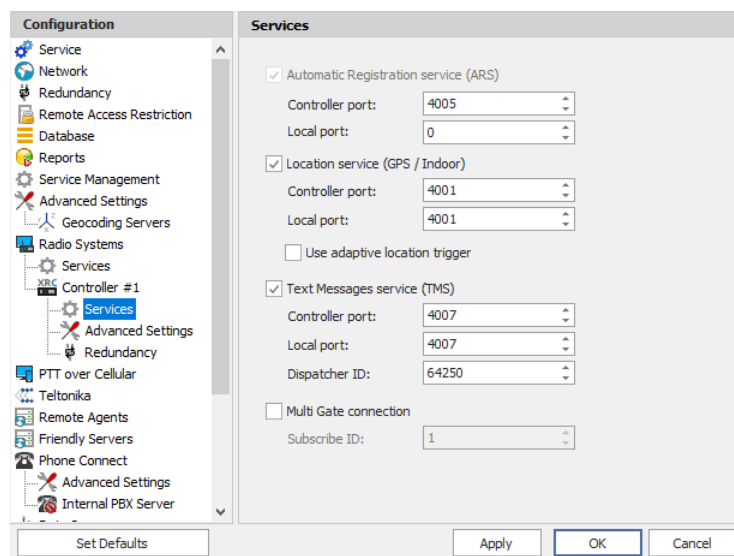 Configuration
Service
Network
Redundancy
Remote Access Restriction
Database
Reports
Service Management
Advanced Settings
Geocoding Servers
Radio Systems
Services
XRC Controller #1
Services
Advanced Settings
Redundancy
PTT over Cellular
Teltonika
Remote Agents
Friendly Servers
Phone Connect
Advanced Settings
Internal PBX Server
Services
Automatic Registration service (ARS)
Controller port: 4005
Local port: 0
Location service (GPS / Indoor)
Controller port: 4001
Local port: 4001
Use adaptive location trigger
Text Messages service (TMS)
Controller port: 4007
Local port: 4007
Dispatcher ID: 64250
Multi Gate connection
Subscribe ID: 1
Set Defaults
Apply
OK
Cancel